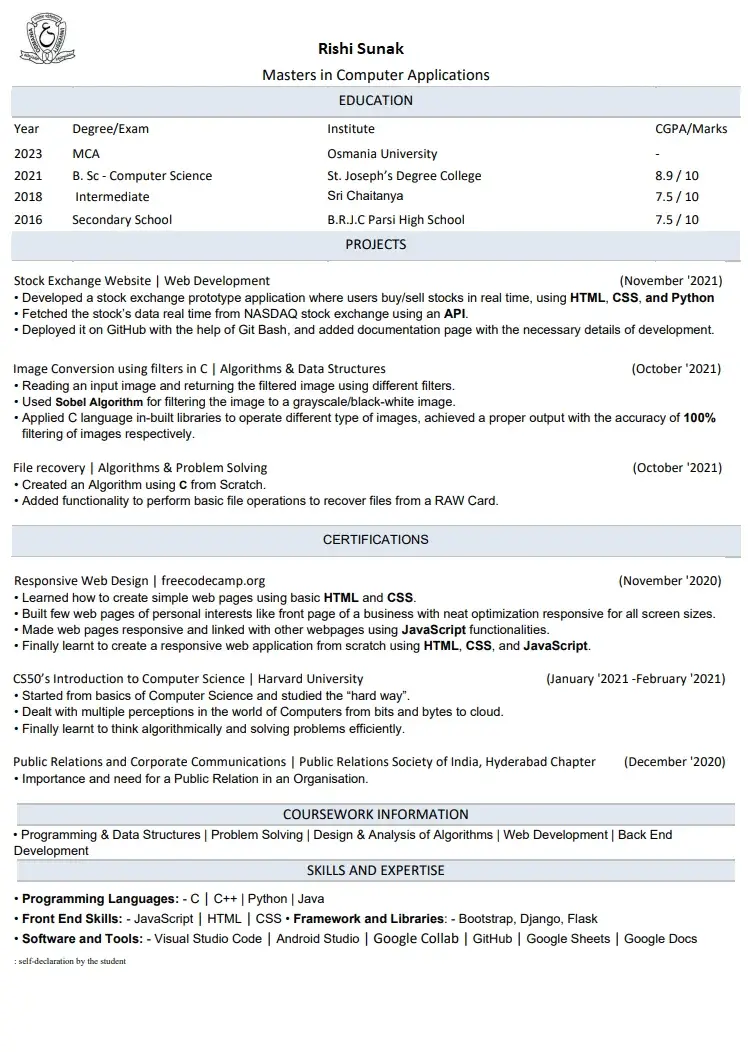 Rishi Sunak
Masters in Computer Applications
EDUCATION
Year Degree/Exam Institute CGPA/Marks
2023 MCA Osmania University -
2021 B. Sc - Computer Science St. Joseph's Degree College 8.9 / 10
2018 Intermediate Sri Chaitanya 7.5 / 10
2016 Secondary School B.R.J.C Parsi High School 7.5 / 10
PROJECTS
Stock Exchange Website | Web Development (November '2021)
• Developed a stock exchange prototype application where users buy/sell stocks in real time, using HTML, CSS, and Python
• Fetched the stock's data real time from NASDAQ stock exchange using an API.
• Deployed it on GitHub with the help of Git Bash, and added documentation page with the necessary details of development.
Image Conversion using filters in C | Algorithms & Data Structures (October '2021)
• Reading an input image and returning the filtered image using different filters.
• Used Sobel Algorithm for filtering the image to a grayscale/black-white image.
• Applied C language in-built libraries to operate different type of images, achieved a proper output with the accuracy of 100%
filtering of images respectively.
File recovery | Algorithms & Problem Solving (October '2021)
• Created an Algorithm using C from Scratch.
• Added functionality to perform basic file operations to recover files from a RAW Card.
CERTIFICATIONS
Responsive Web Design | freecodecamp.org (November '2020)
• Learned how to create simple web pages using basic HTML and CSS.
• Built few web pages of personal interests like front page of a business with neat optimization responsive for all screen sizes.
• Made web pages responsive and linked with other webpages using JavaScript functionalities.
• Finally learnt to create a responsive web application from scratch using HTML, CSS, and JavaScript.
CS50's Introduction to Computer Science | Harvard University (January '2021 -February '2021)
• Started from basics of Computer Science and studied the “hard way”.
• Dealt with multiple perceptions in the world of Computers from bits and bytes to cloud.
• Finally learnt to think algorithmically and solving problems efficiently.
Public Relations and Corporate Communications | Public Relations Society of India, Hyderabad Chapter (December '2020)
• Importance and need for a Public Relation in an Organisation.
COURSEWORK INFORMATION
• Programming & Data Structures | Problem Solving | Design & Analysis of Algorithms | Web Development | Back End
Development
SKILLS AND EXPERTISE
• Programming Languages: - C | C++ | Python | Java
• Front End Skills: - JavaScript | HTML | CSS • Framework and Libraries: - Bootstrap, Django, Flask
• Software and Tools: - Visual Studio Code | Android Studio | Google Collab | GitHub | Google Sheets | Google Docs
: self-declaration by the student